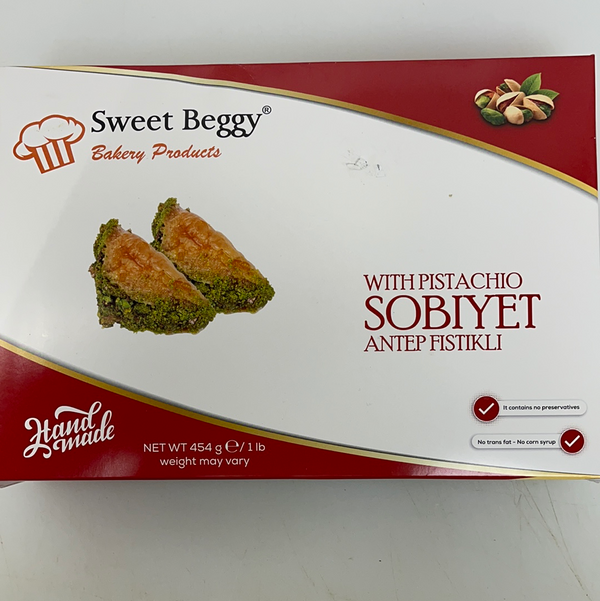 Sweet Beggy®
Bakery Products
WITH PISTACHIO
SOBIYET
ANTEP FISTIKLI
It contains no preservatives
No trans fat - No corn syrup
Hand
made
NET WT 454 g ℮/ 1 lb
weight may vary